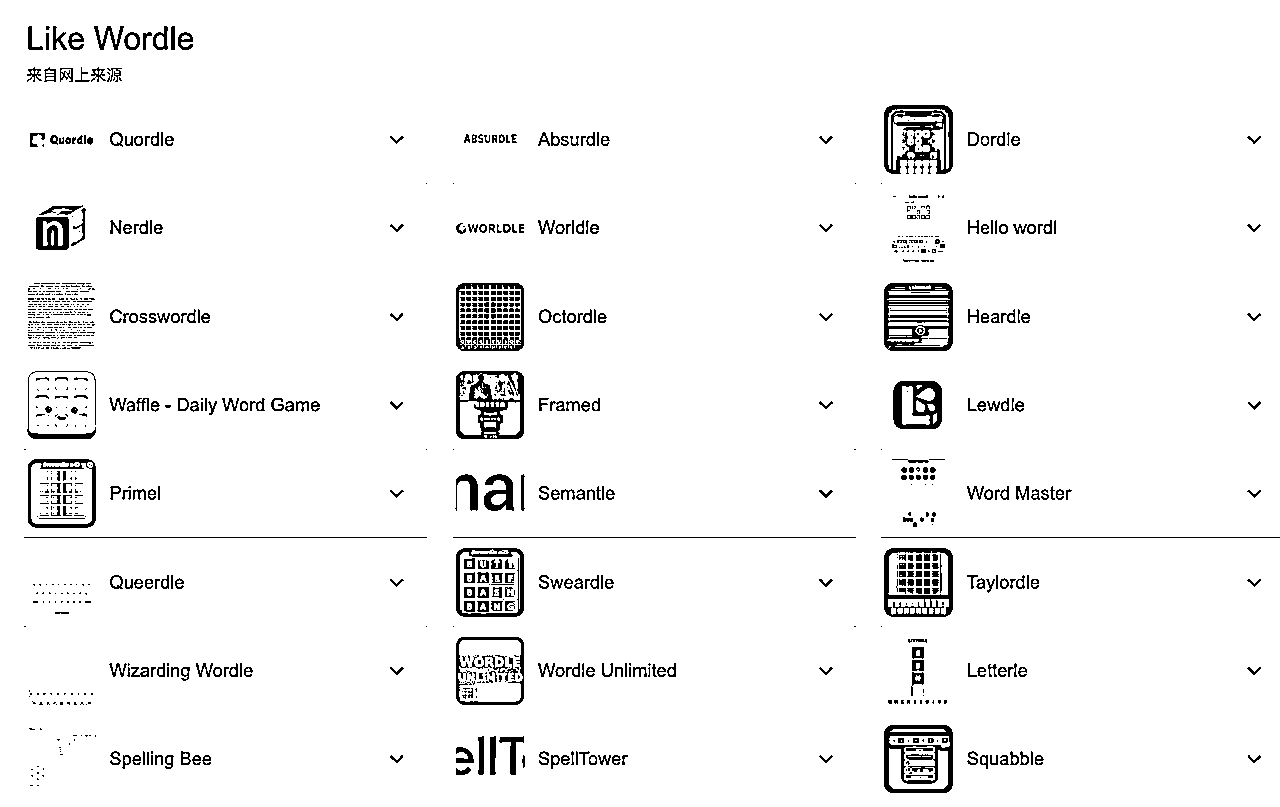 Like Wordle
来自网上来源
Quordle Quordle
ABSURDLE Absurdle
Dordle
n Nerdle
WORLDLE Worldle
Hello wordl
Crosswordle
Octordle
Heardle
Waffle - Daily Word Game
Framed
Lewdle
Primel
Semantle
Word Master
Queerdle
Sweardle
Taylordle
Wizarding Wordle
WORDLE
UNLIMITED
Wordle Unlimited
Letterle
Spelling Bee
ellT SpellTower
Squabble